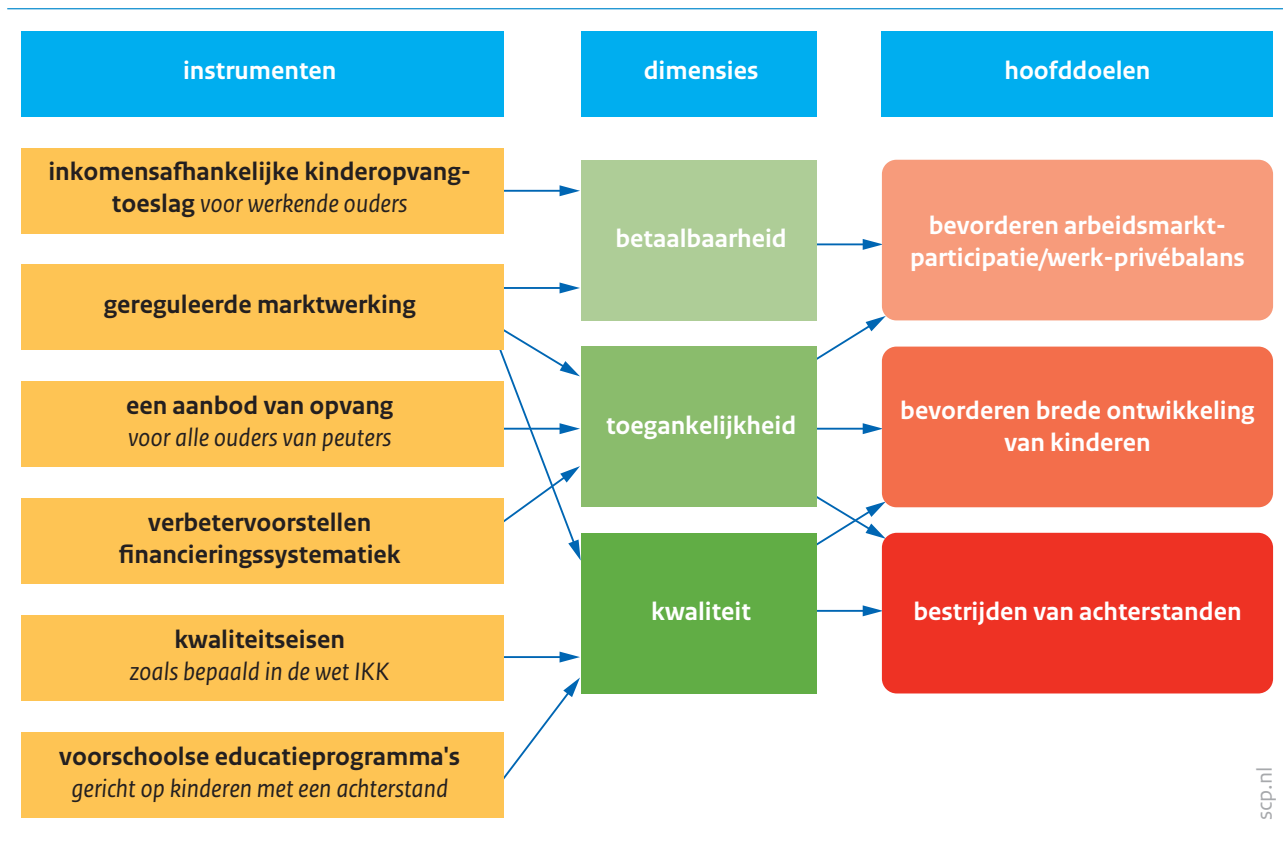 instrumenten
dimensies
hoofddoelen
inkomensafhankelijke kinderopvang-
toeslag voor werkende ouders
gereguleerde marktwerking
een aanbod van opvang
voor alle ouders van peuters
verbetervoorstellen
financieringssystematiek
kwaliteitseisen
zoals bepaald in de wet IKK
voorschoolse educatieprogramma's
gericht op kinderen met een achterstand
betaalbaarheid
toegankelijkheid
kwaliteit
bevorderen arbeidsmarkt-
participatie/werk-privébalans
bevorderen brede ontwikkeling
van kinderen
bestrijden van achterstanden
scp.nl